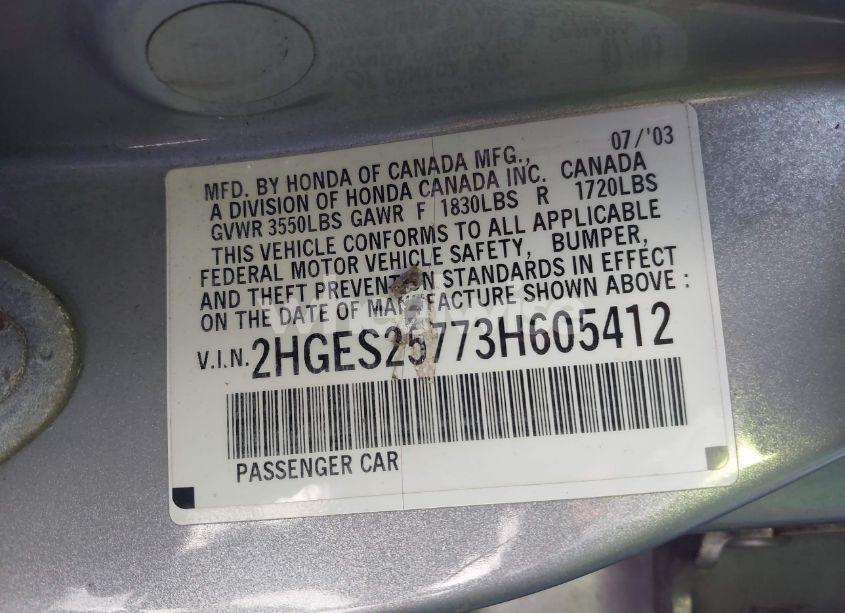 07/'03
MFD. BY HONDA OF CANADA MFG.,
A DIVISION OF HONDA CANADA INC. CANADA
GVWR 3550LBS GAWR F 1830LBS R 1720LBS
THIS VEHICLE CONFORMS TO ALL APPLICABLE
FEDERAL MOTOR VEHICLE SAFETY, BUMPER,
AND THEFT PREVENTION STANDARDS IN EFFECT
ON THE DATE OF MANUFACTURE SHOWN ABOVE :
V.I.N. 2HGES25773H605412
PASSENGER CAR